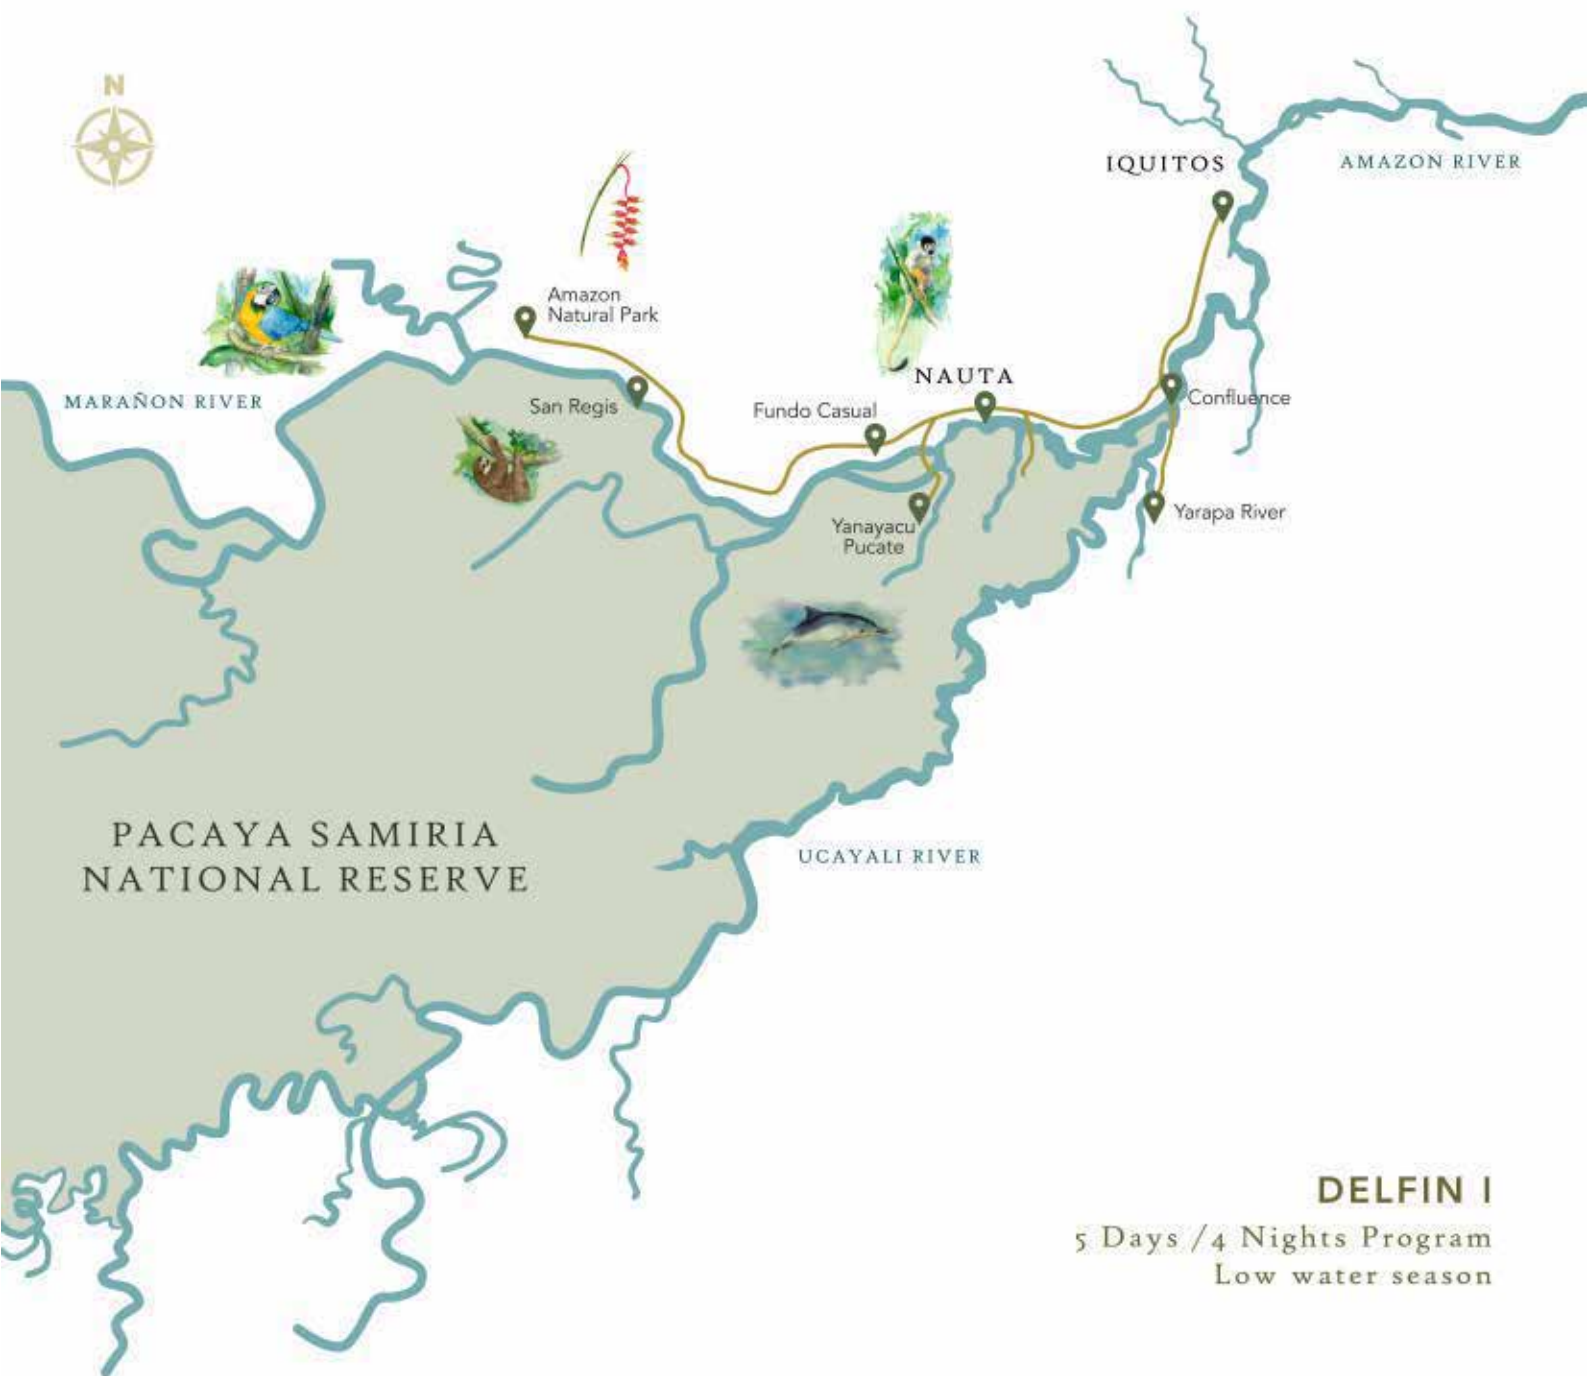 N
IQUITOS
AMAZON RIVER
Amazon
Natural Park
MARAÑON RIVER
San Regis
NAUTA
Fundo Casual
Confluence
Yanayacu
Pucate
Yarapa River
PACAYA SAMIRIA
NATIONAL RESERVE
UCAYALI RIVER
DELFIN I
5 Days /4 Nights Program
Low water season